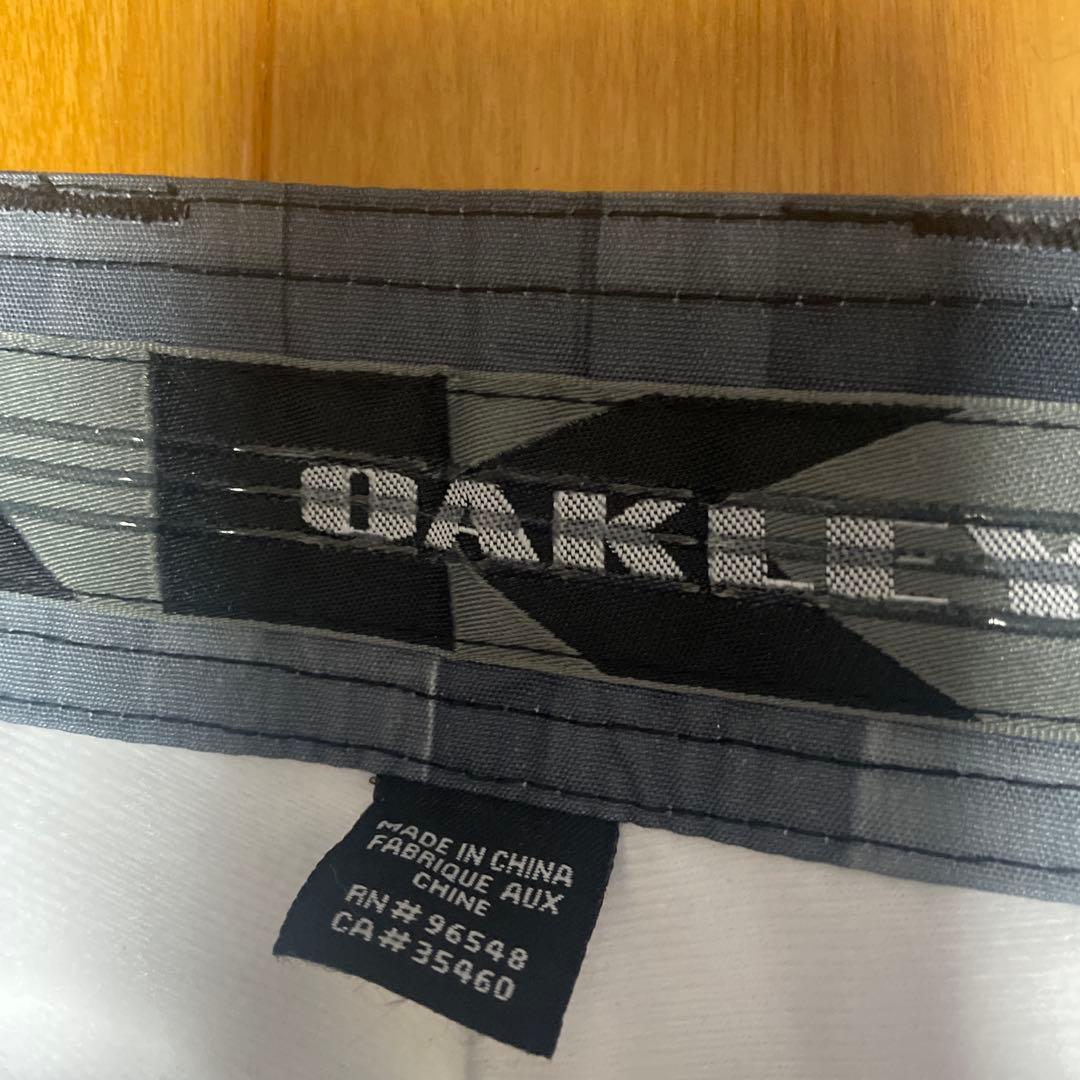 OAKLEY
MADE IN CHINA
FABRIQUE AUX
CHINE
RN# 96548
CA# 35460